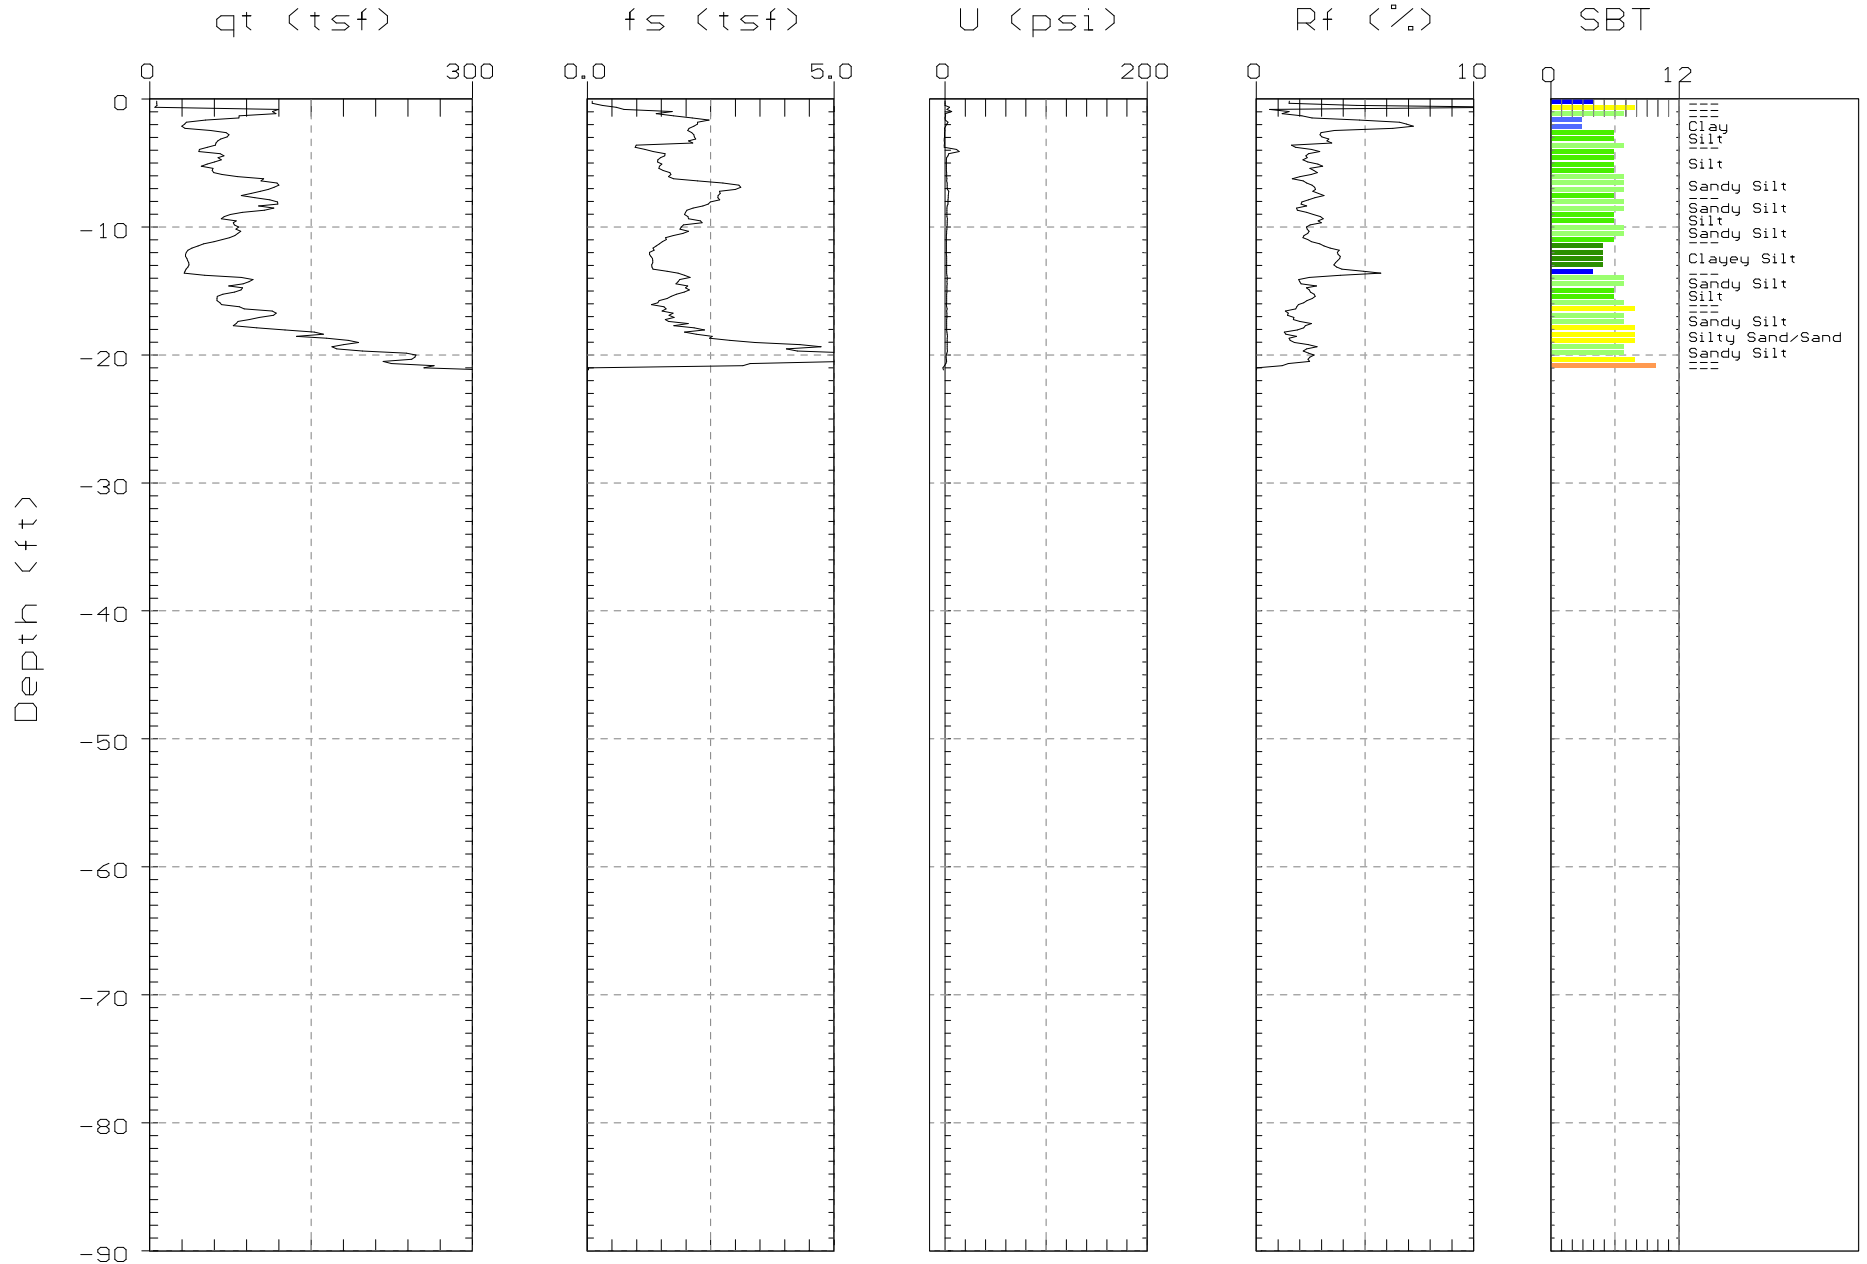 qt (tsf) fs (tsf) U (psi) Rf (%) SBT
0 300 0.0 5.0 0 200 0 10 0 12
0
-10
-20
-30
-40
-50
-60
-70
-80
-90
Depth (ft)
---
---
Clay
Silt
---
Silt
Sandy Silt
---
Sandy Silt
Silt
Sandy Silt
---
Clayey Silt
---
Sandy Silt
Silt
---
Sandy Silt
Silty Sand/Sand
Sandy Silt
---